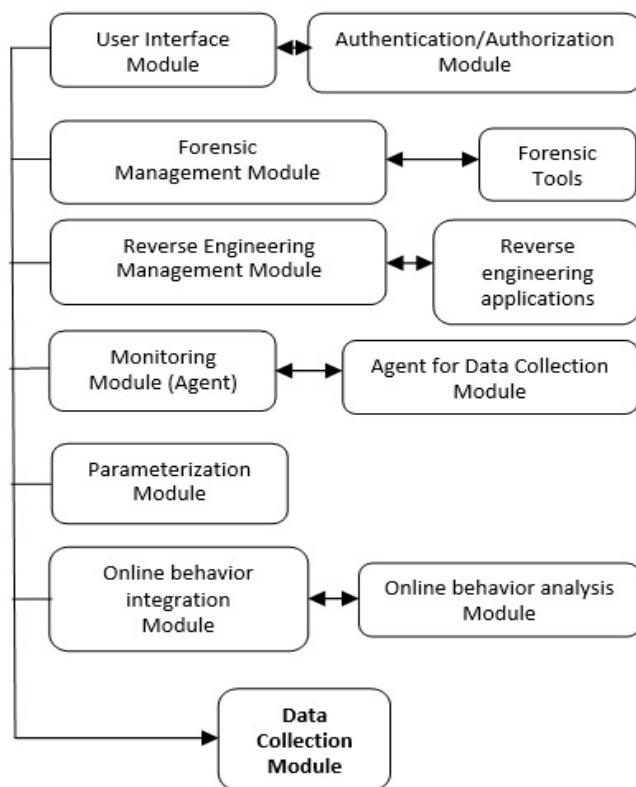 User Interface
Module
Authentication/Authorization
Module
Forensic
Management Module
Forensic
Tools
Reverse Engineering
Management Module
Reverse
engineering
applications
Monitoring
Module (Agent)
Agent for Data Collection
Module
Parameterization
Module
Online behavior
integration
Module
Online behavior analysis
Module
Data
Collection
Module